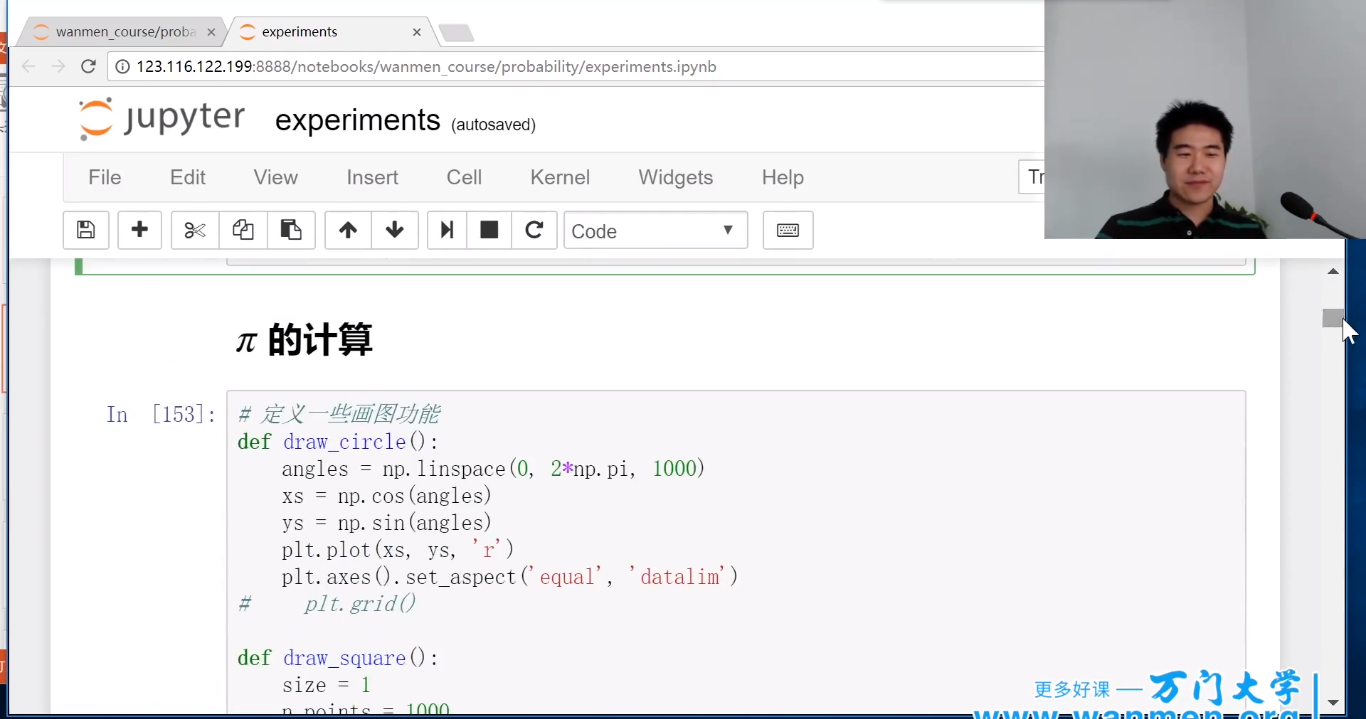 wanmen_course/proba
experiments
123.116.122.199:8888/notebooks/wanmen_course/probability/experiments.ipynb
jupyter experiments (autosaved)
File Edit View Insert Cell Kernel Widgets Help Tr
Code
π 的计算
In [153]:
# 定义一些画图功能
def draw_circle():
    angles = np.linspace(0, 2*np.pi, 1000)
    xs = np.cos(angles)
    ys = np.sin(angles)
    plt.plot(xs, ys, 'r')
    plt.axes().set_aspect('equal', 'datalim')
#     plt.grid()
def draw_square():
    size = 1
    n_points = 1000
更多好课 — 万门大学
www.wanmen.org